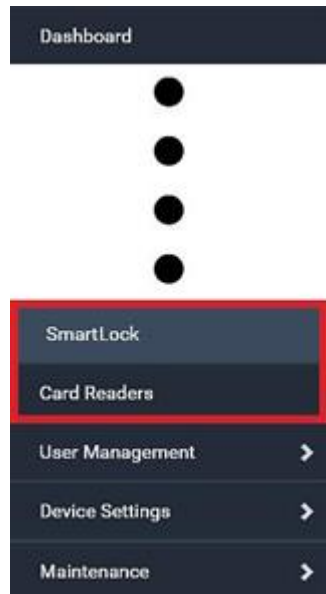 Dashboard
SmartLock
Card Readers
User Management
Device Settings
Maintenance